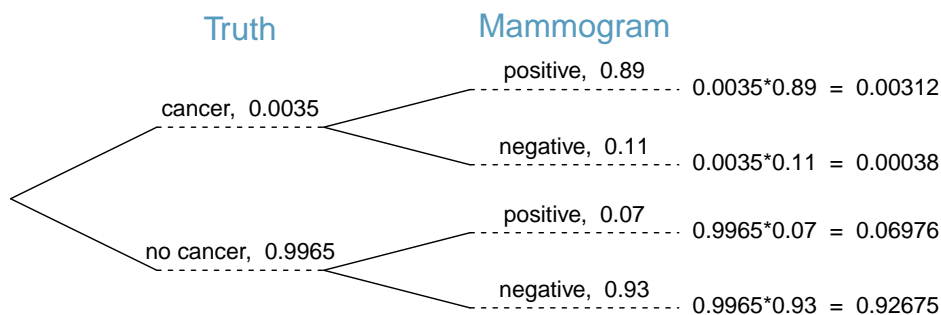 Truth
Mammogram
cancer, 0.0035
positive, 0.89
0.0035*0.89 = 0.00312
negative, 0.11
0.0035*0.11 = 0.00038
no cancer, 0.9965
positive, 0.07
0.9965*0.07 = 0.06976
negative, 0.93
0.9965*0.93 = 0.92675